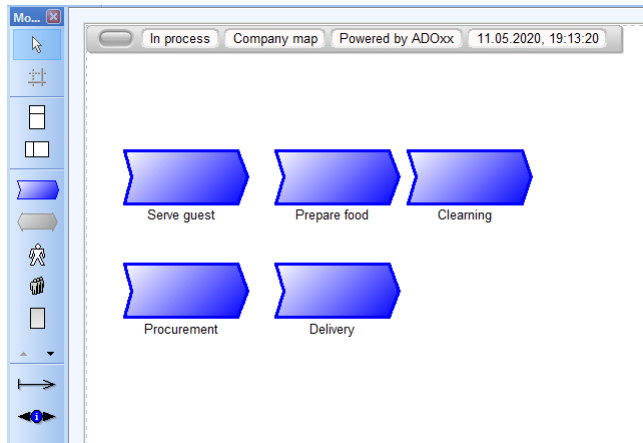 Mo...
In process Company map Powered by ADOxx 11.05.2020, 19:13:20
Serve guest Prepare food Clearning
Procurement Delivery